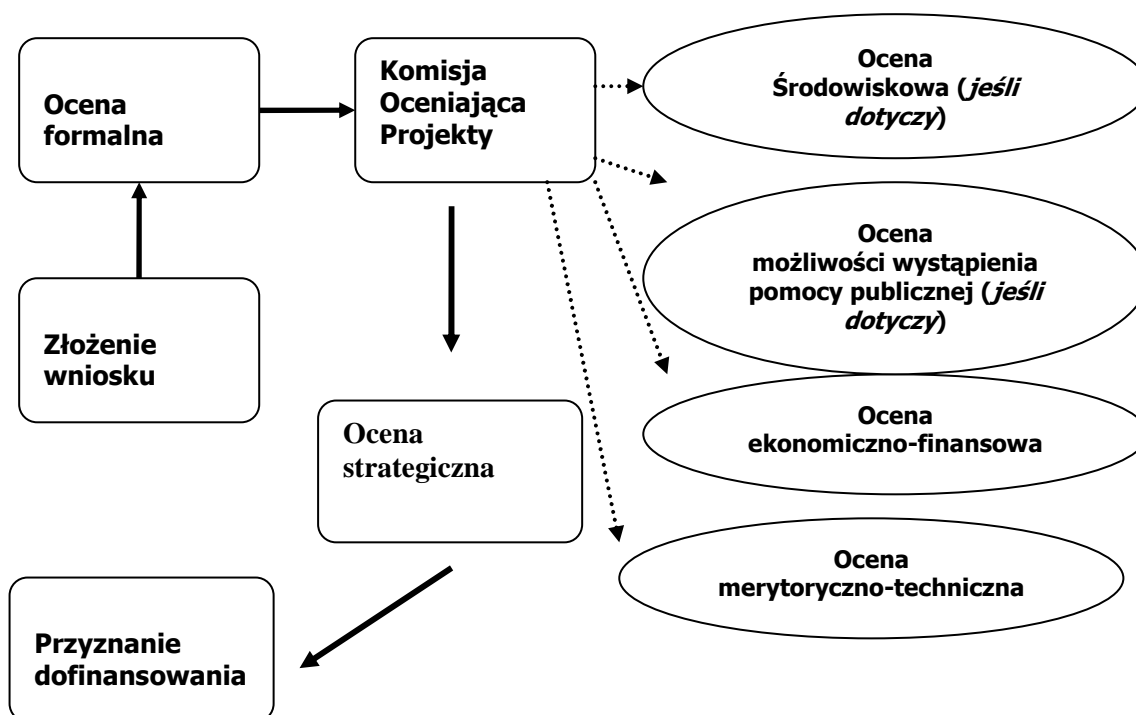 Ocena
formalna
Komisja
Oceniająca
Projekty
Ocena
Środowiskowa (jeśli
dotyczy)
Ocena
możliwości wystąpienia
pomocy publicznej (jeśli
dotyczy)
Złożenie
wniosku
Ocena
strategiczna
Ocena
ekonomiczno-finansowa
Ocena
merytoryczno-techniczna
Przyznanie
dofinansowania